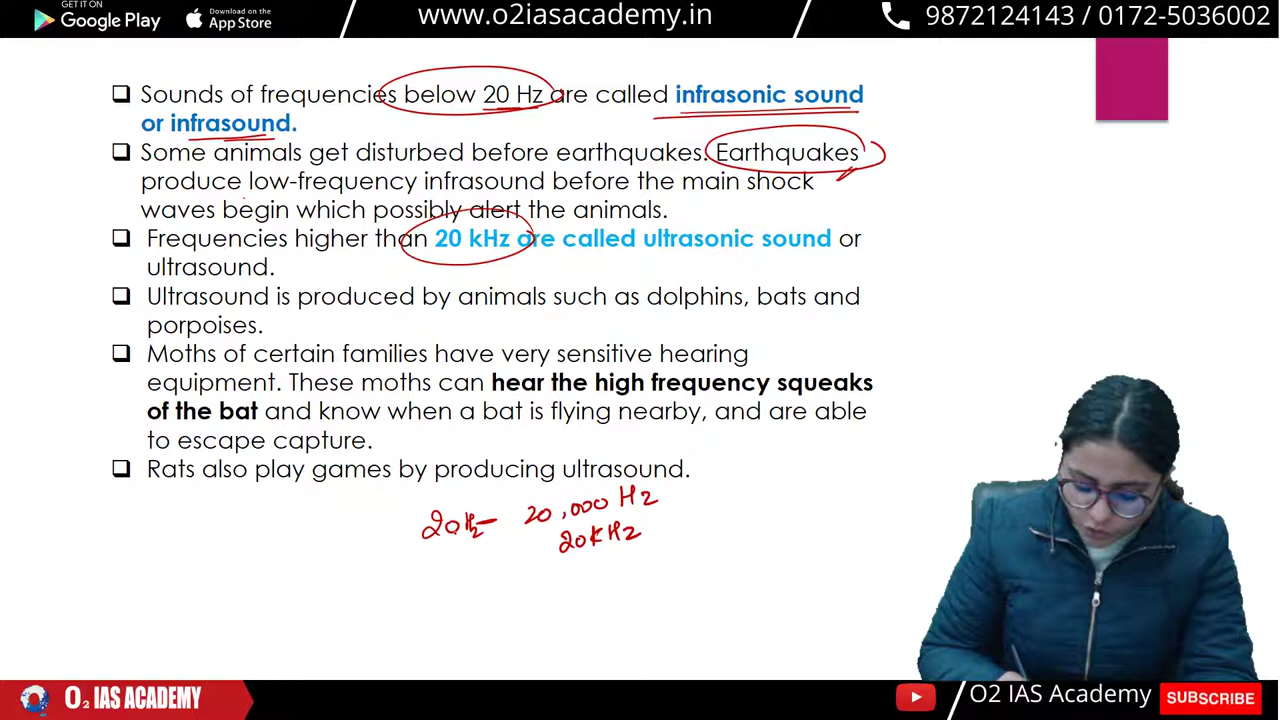 GET IT ON
Google Play
Download on the
App Store
www.o2iasacademy.in
9872124143 / 0172-5036002
❑ Sounds of frequencies below 20 Hz are called infrasonic sound
or infrasound.
❑ Some animals get disturbed before earthquakes. Earthquakes
produce low-frequency infrasound before the main shock
waves begin which possibly alert the animals.
❑ Frequencies higher than 20 kHz are called ultrasonic sound or
ultrasound.
❑ Ultrasound is produced by animals such as dolphins, bats and
porpoises.
❑ Moths of certain families have very sensitive hearing
equipment. These moths can hear the high frequency squeaks
of the bat and know when a bat is flying nearby, and are able
to escape capture.
❑ Rats also play games by producing ultrasound.
20Hz – 20,000 Hz
20KHz
O₂ IAS ACADEMY
O2 IAS Academy
SUBSCRIBE